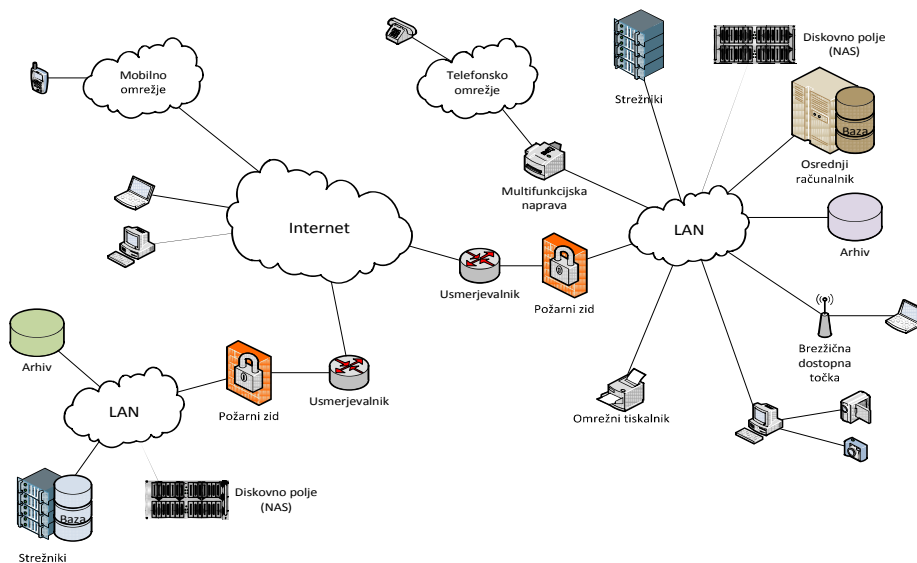 Mobilno
omrežje
Telefonsko
omrežje
Strežniki
Diskovno polje
(NAS)
Baza
Osrednji
računalnik
Multifunkcijska
naprava
Internet
LAN
Arhiv
Usmerjevalnik
Požarni zid
Brezžična
dostopna
točka
Omrežni tiskalnik
Arhiv
LAN
Požarni zid
Usmerjevalnik
Diskovno polje
(NAS)
Baza
Strežniki